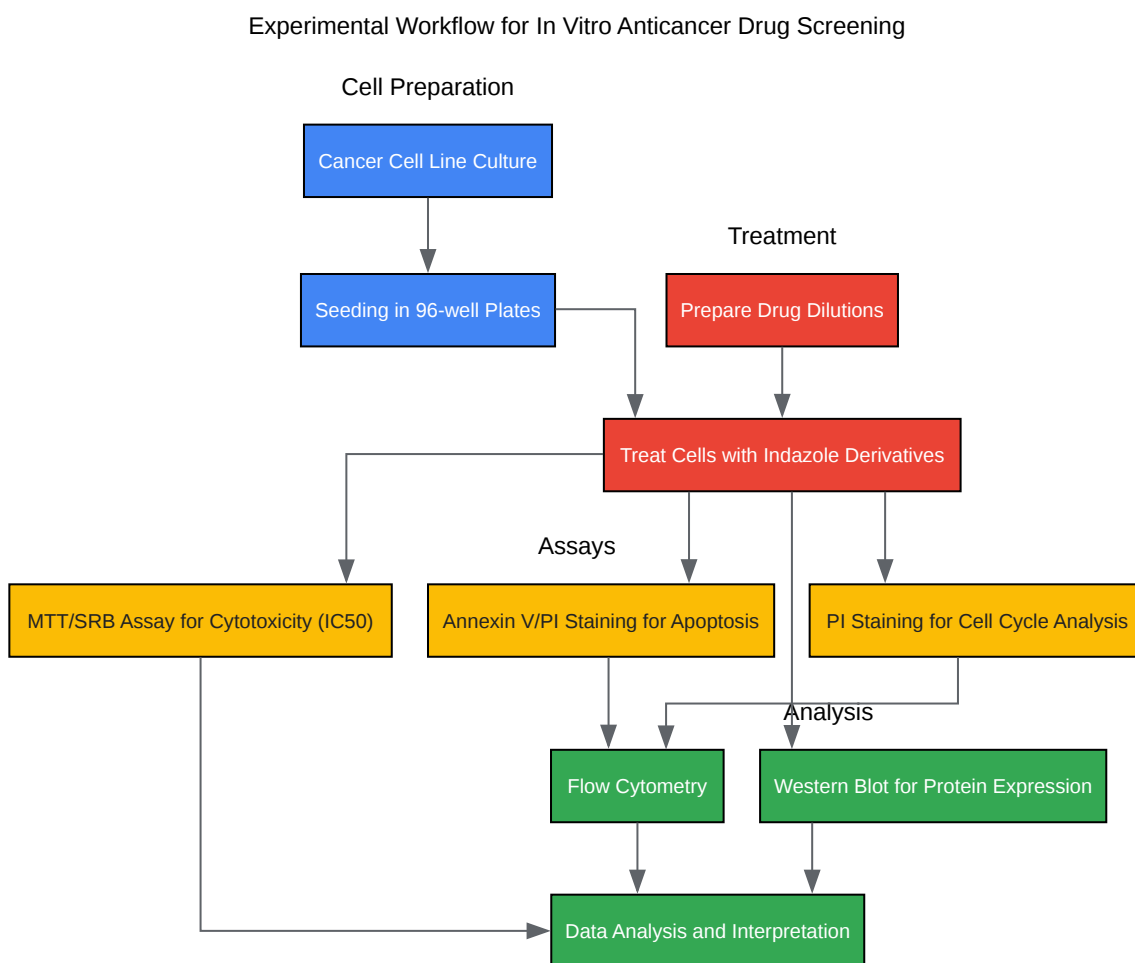 Experimental Workflow for In Vitro Anticancer Drug Screening
Cell Preparation
Cancer Cell Line Culture
Treatment
Seeding in 96-well Plates
Prepare Drug Dilutions
Treat Cells with Indazole Derivatives
Assays
MTT/SRB Assay for Cytotoxicity (IC50)
Annexin V/PI Staining for Apoptosis
PI Staining for Cell Cycle Analysis
Analysis
Flow Cytometry
Western Blot for Protein Expression
Data Analysis and Interpretation